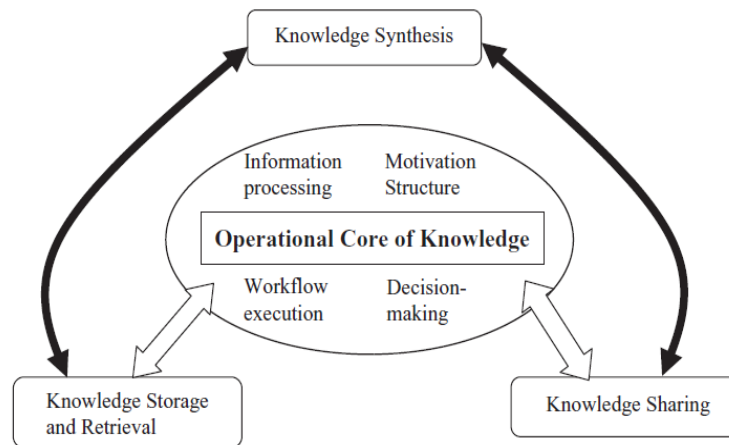 Knowledge Synthesis
Information
processing
Motivation
Structure
Operational Core of Knowledge
Workflow
execution
Decision-
making
Knowledge Storage
and Retrieval
Knowledge Sharing